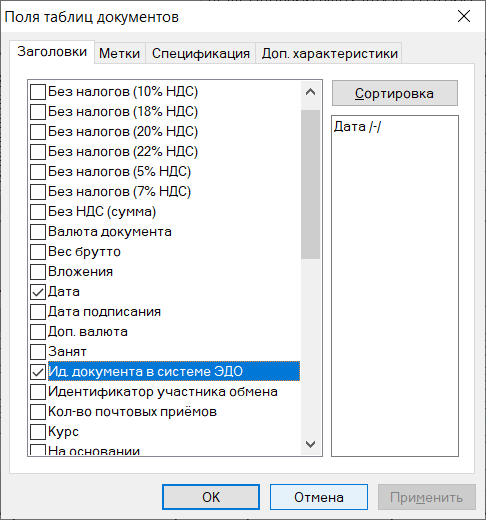 Поля таблиц документов
Заголовки Метки Спецификация Доп. характеристики
Без налогов (10% НДС)
Без налогов (18% НДС)
Без налогов (20% НДС)
Без налогов (22% НДС)
Без налогов (5% НДС)
Без налогов (7% НДС)
Без НДС (сумма)
Валюта документа
Вес брутто
Вложения
Дата
Дата подписания
Доп. валюта
Занят
Ид. документа в системе ЭДО
Идентификатор участника обмена
Кол-во почтовых приёмов
Курс
На основании
Сортировка
Дата /-/
OK Отмена Применить